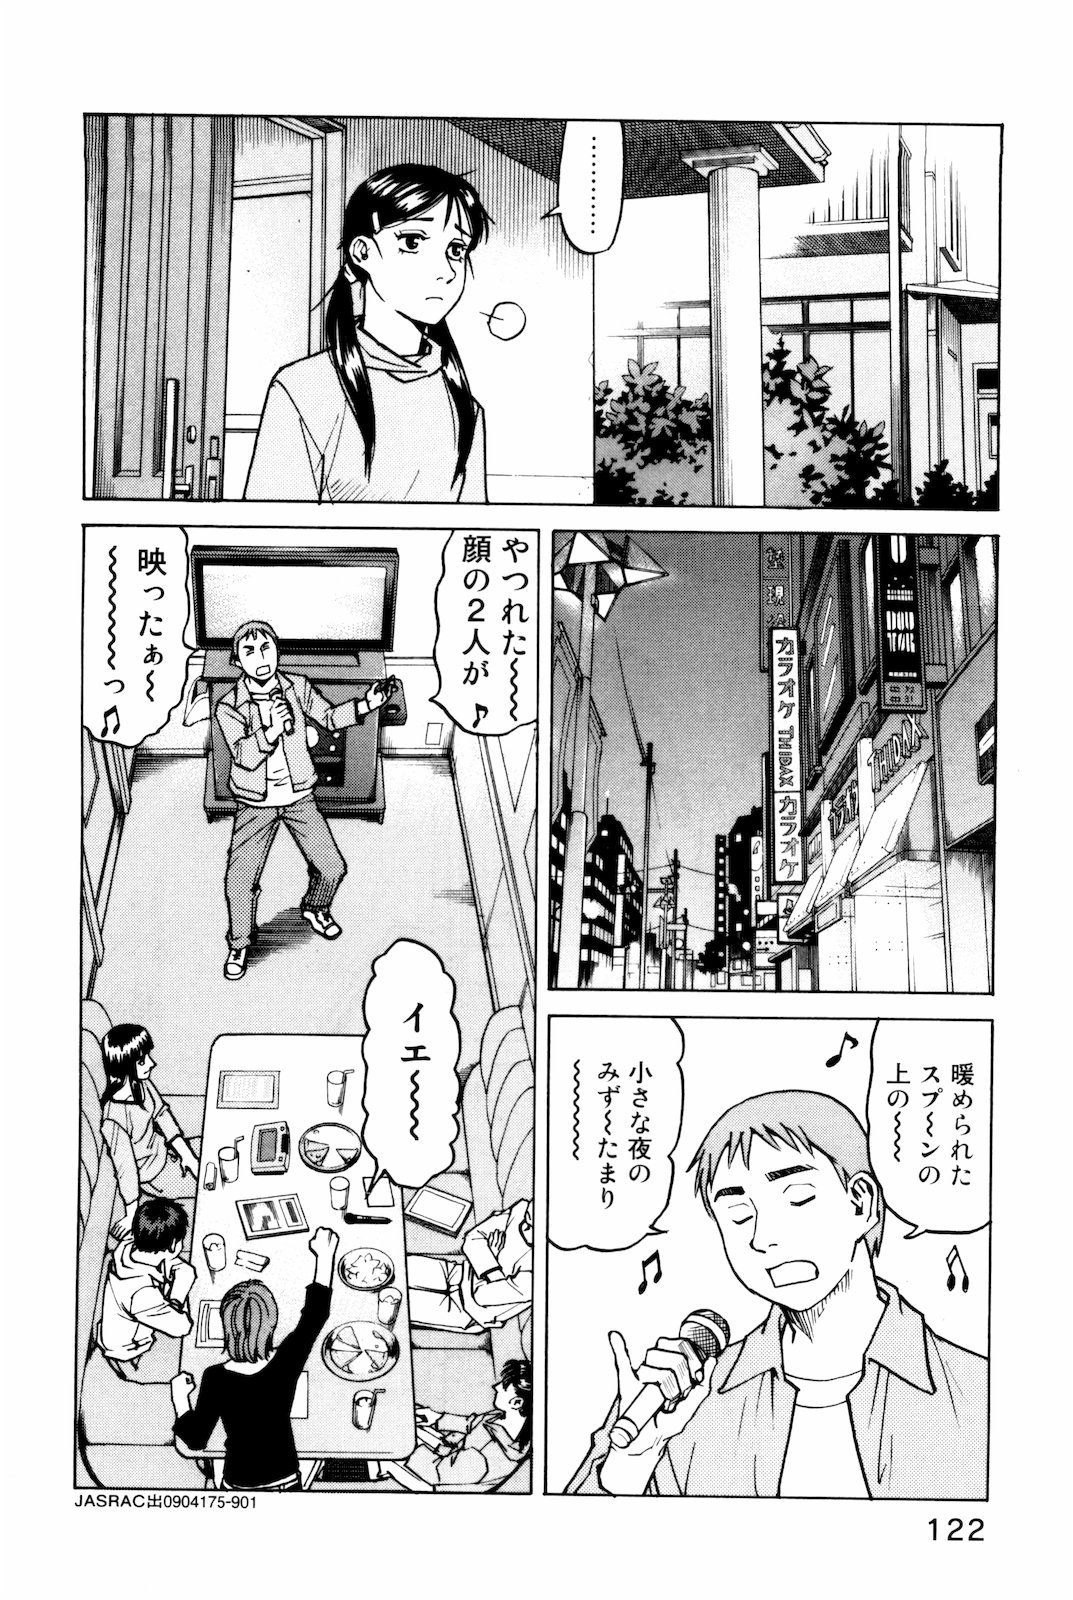 …………
カラオケ THIDAX カラオケ
THIDAX
暖められた
スプ〜ンの
上の〜〜
小さな夜の
みず〜たまり
〜〜〜〜
やつれた〜〜
顔の2人が♪
映ったぁ〜
〜〜〜〜っ♪
イエ〜〜
JASRAC出0904175-901
122